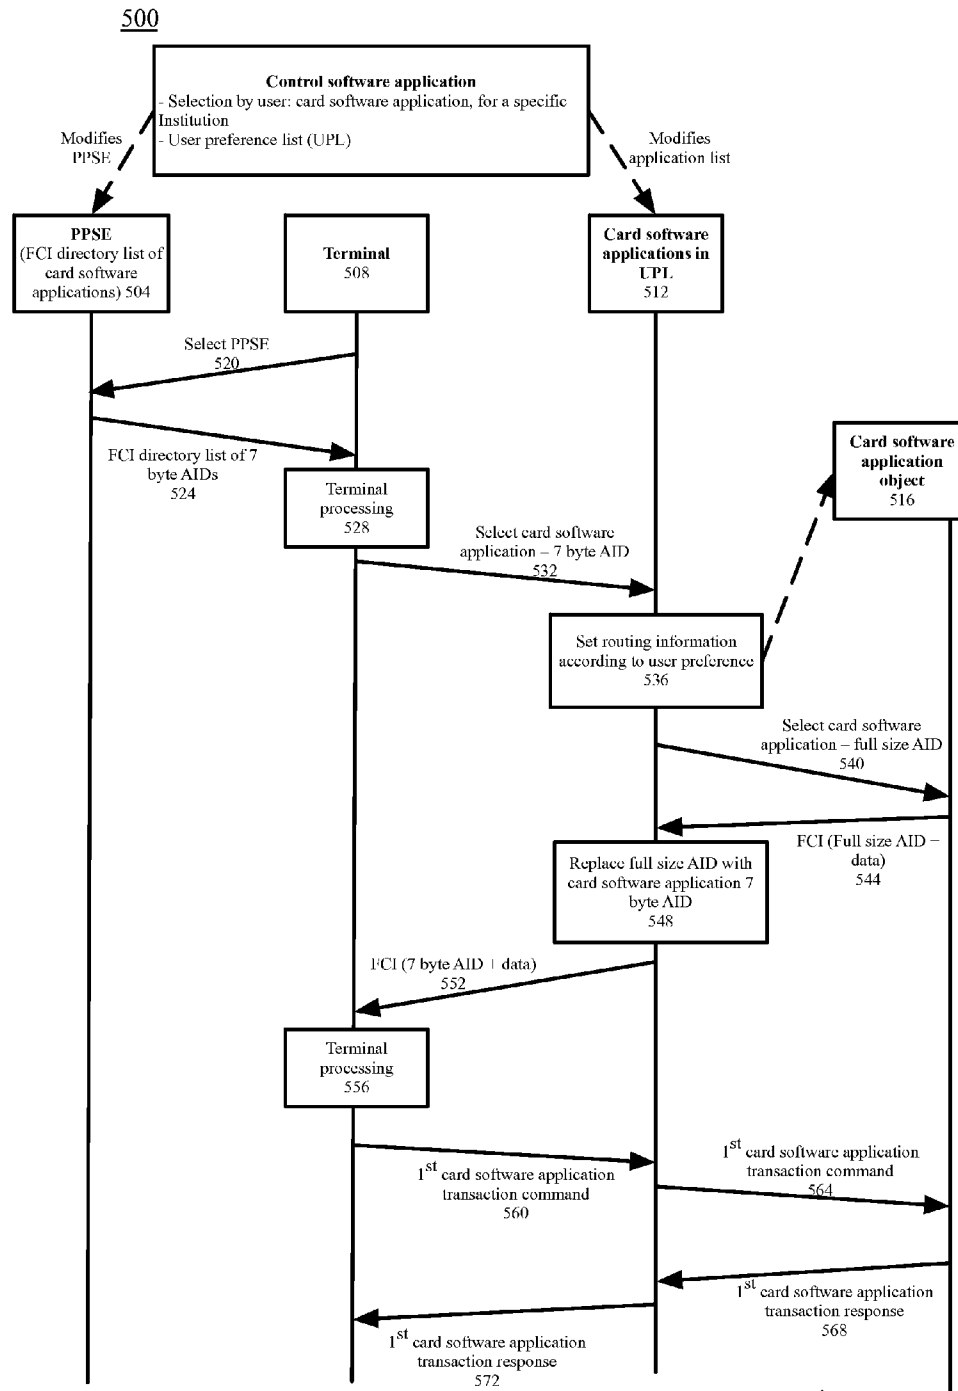 500
Control software application
- Selection by user: card software application, for a specific
Institution
- User preference list (UPL)
Modifies
PPSE
Modifies
application list
PPSE
(FCI directory list of
card software
applications) 504
Terminal
508
Card software
applications in
UPL
512
Select PPSE
520
FCI directory list of 7
byte AIDs
524
Card software
application
object
516
Terminal
processing
528
Select card software
application – 7 byte AID
532
Set routing information
according to user preference
536
Select card software
application – full size AID
540
FCI (Full size AID –
data)
544
Replace full size AID with
card software application 7
byte AID
548
FCI (7 byte AID + data)
552
Terminal
processing
556
1st card software application
transaction command
560
1st card software application
transaction command
564
1st card software application
transaction response
568
1st card software application
transaction response
572